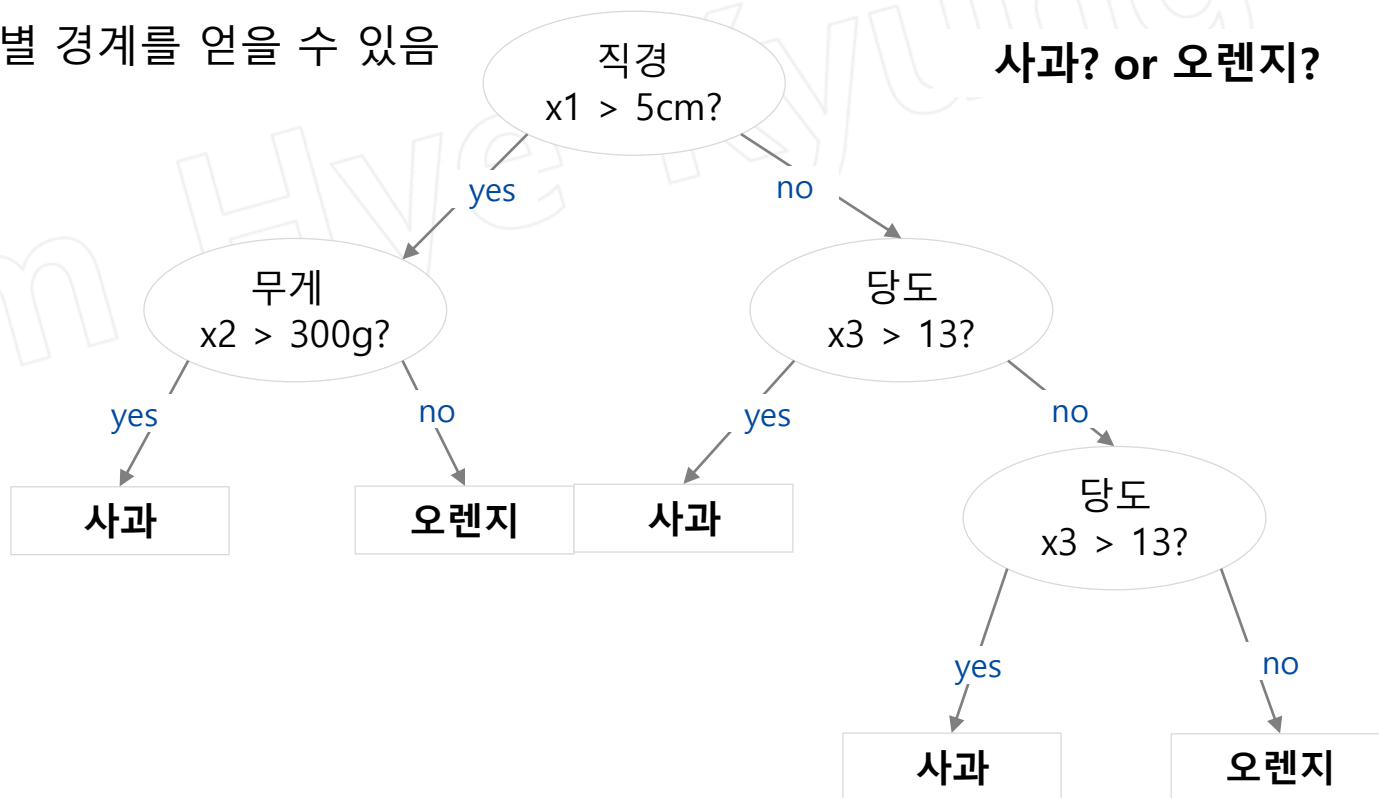 별 경계를 얻을 수 있음
사과? or 오렌지?
직경
x1 > 5cm?
yes
no
무게
x2 > 300g?
당도
x3 > 13?
yes
no
yes
no
사과
오렌지
사과
당도
x3 > 13?
yes
no
사과
오렌지